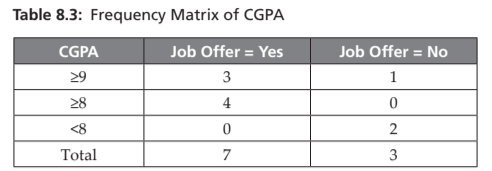 Table 8.3: Frequency Matrix of CGPA
CGPA Job Offer = Yes Job Offer = No
≥9 3 1
≥8 4 0
<8 0 2
Total 7 3